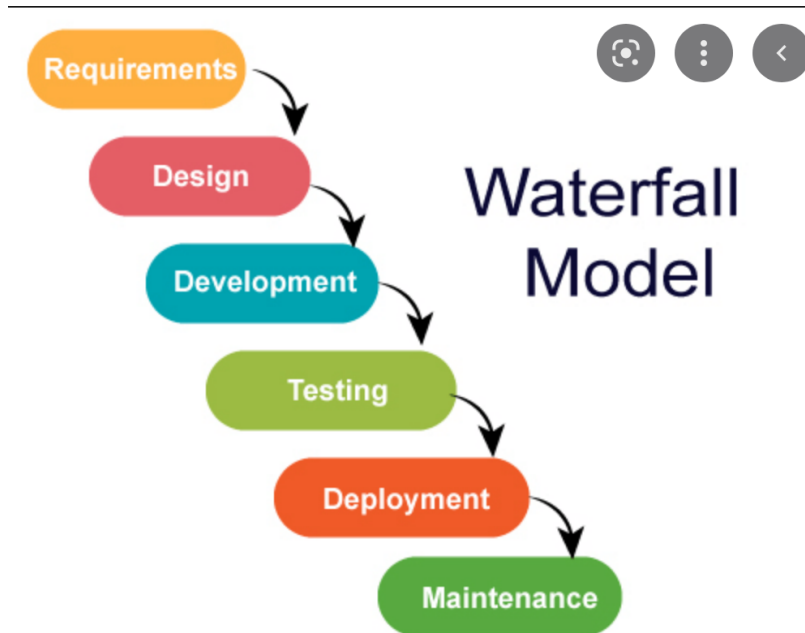 Requirements
Design
Waterfall
Model
Development
Testing
Deployment
Maintenance